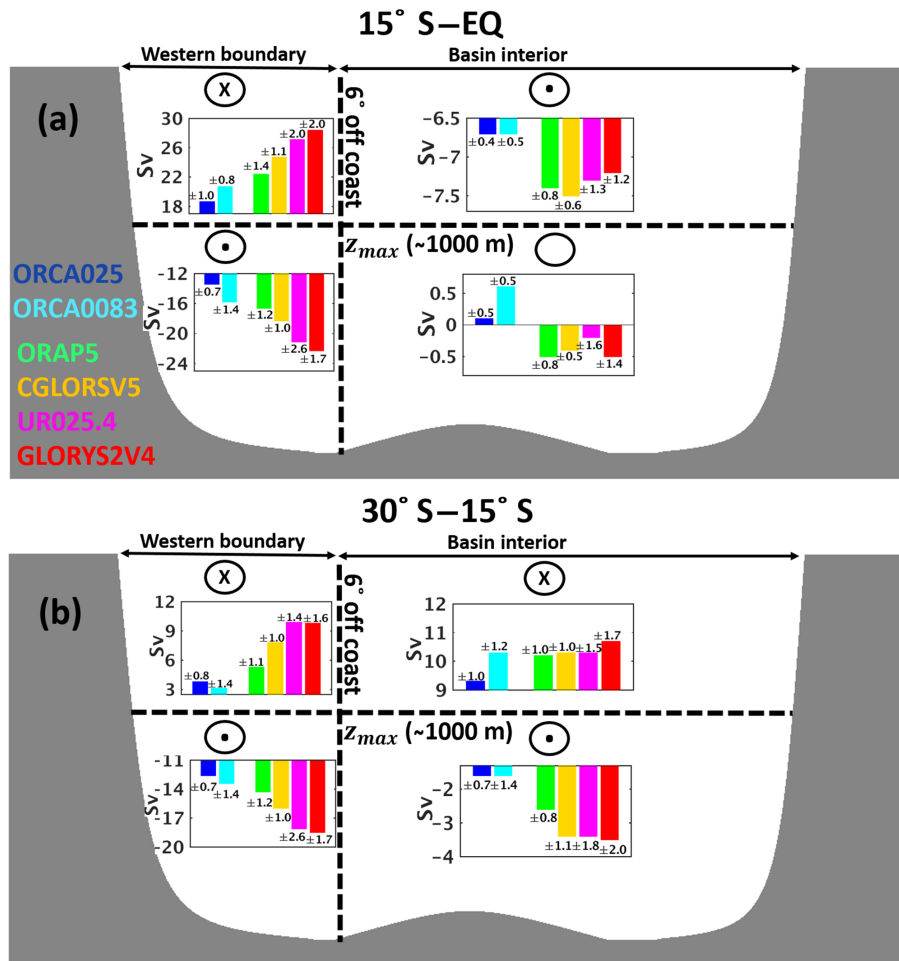 15° S–EQ
Western boundary
Basin interior
X
(a)
6° off coast
30
26
22
18
Sv
±1.0
±0.8
±1.4
±1.1
±2.0
±2.0
-6.5
-7
-7.5
Sv
±0.4
±0.5
±0.8
±0.6
±1.3
±1.2
z_max (~1000 m)
-12
-16
-20
-24
Sv
±0.7
±1.4
±1.2
±1.0
±2.6
±1.7
0.5
0
-0.5
Sv
±0.5
±0.5
±0.8
±0.5
±1.6
±1.4
ORCA025
ORCA0083
ORAP5
CGLORSV5
UR025.4
GLORYS2V4
30° S–15° S
Western boundary
Basin interior
X
X
(b)
6° off coast
12
9
6
3
Sv
±0.8
±1.4
±1.1
±1.0
±1.4
±1.6
12
11
10
9
Sv
±1.0
±1.2
±1.0
±1.0
±1.5
±1.7
z_max (~1000 m)
-11
-14
-17
-20
Sv
±0.7
±1.4
±1.2
±1.0
±2.6
±1.7
-2
-3
-4
Sv
±0.7
±1.4
±0.8
±1.1
±1.8
±2.0